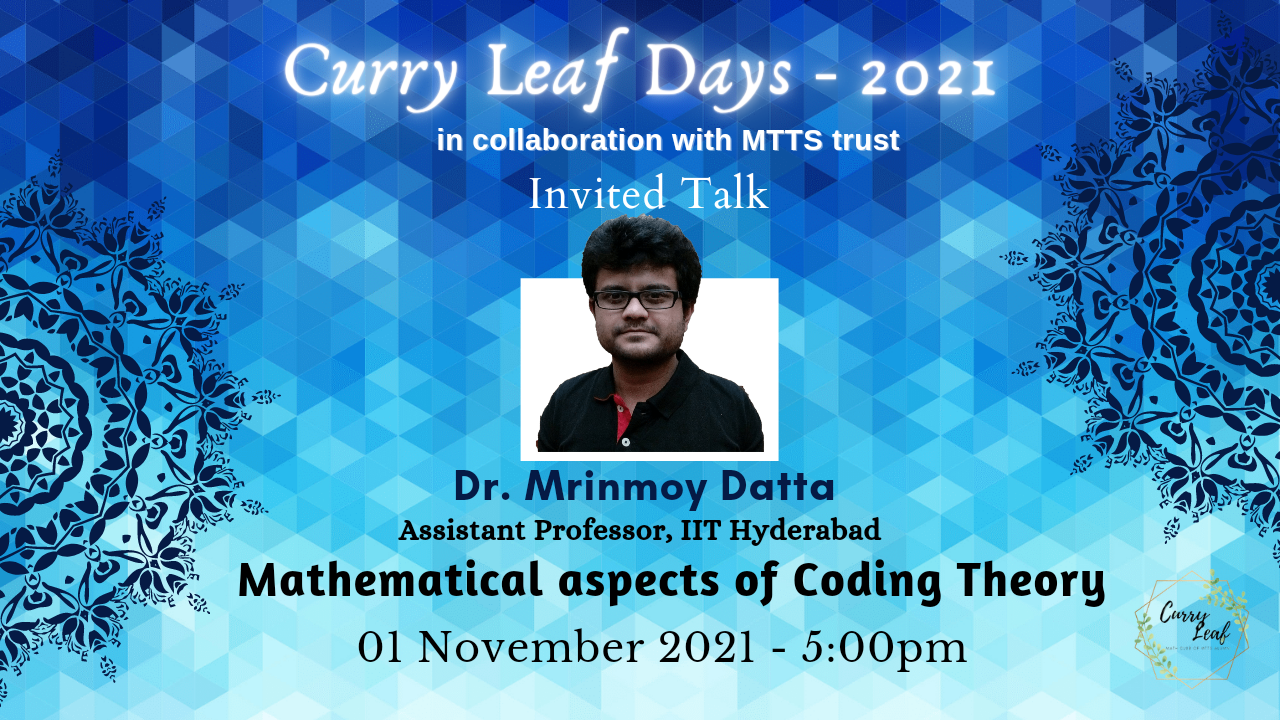 Curry Leaf Days - 2021
in collaboration with MTTS trust
Invited Talk
Dr. Mrinmoy Datta
Assistant Professor, IIT Hyderabad
Mathematical aspects of Coding Theory
01 November 2021 - 5:00pm
Curry
Leaf